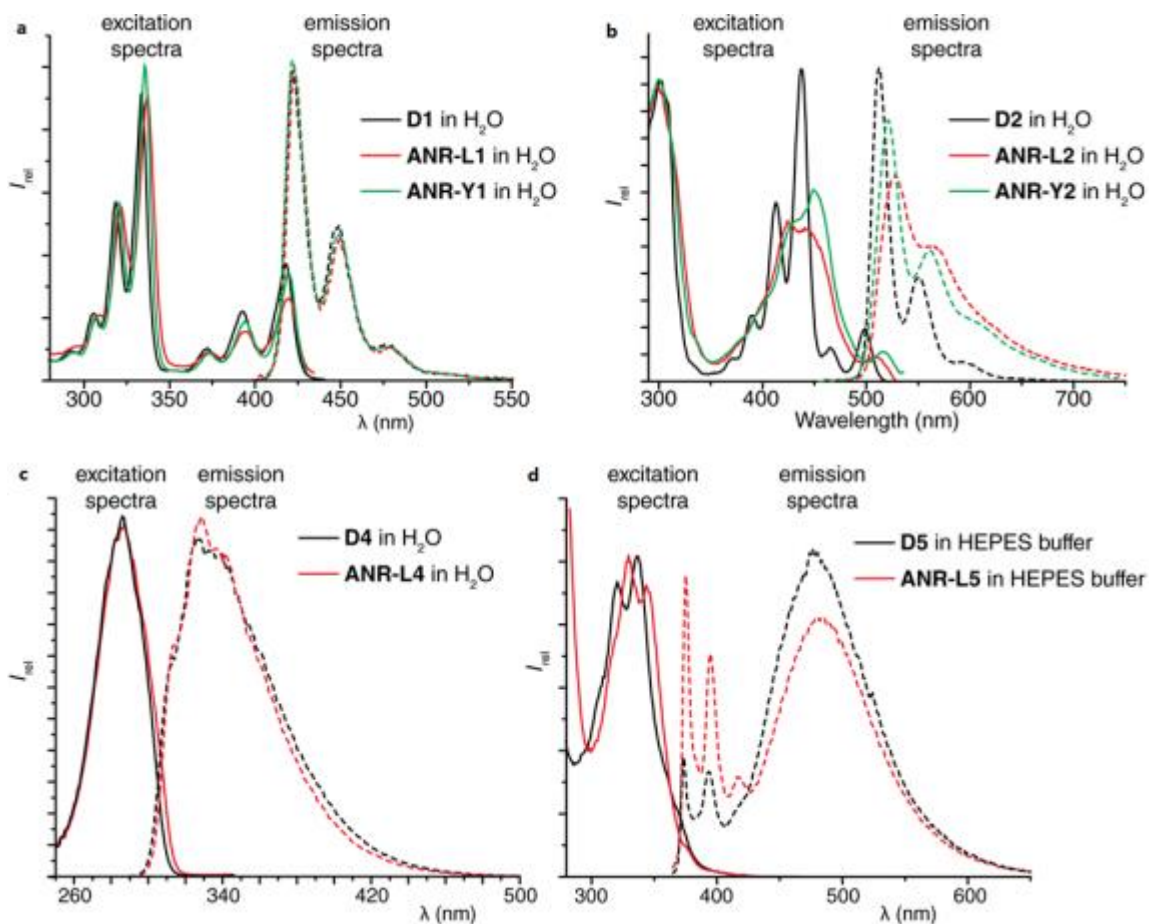 a
excitation
spectra
emission
spectra
D1 in H₂O
ANR-L1 in H₂O
ANR-Y1 in H₂O
I rel
300
350
400
450
500
550
λ (nm)
b
excitation
spectra
emission
spectra
D2 in H₂O
ANR-L2 in H₂O
ANR-Y2 in H₂O
I rel
300
400
500
600
700
Wavelength (nm)
c
excitation
spectra
emission
spectra
D4 in H₂O
ANR-L4 in H₂O
I rel
260
340
420
500
λ (nm)
d
excitation
spectra
emission
spectra
D5 in HEPES buffer
ANR-L5 in HEPES buffer
I rel
300
400
500
600
λ (nm)